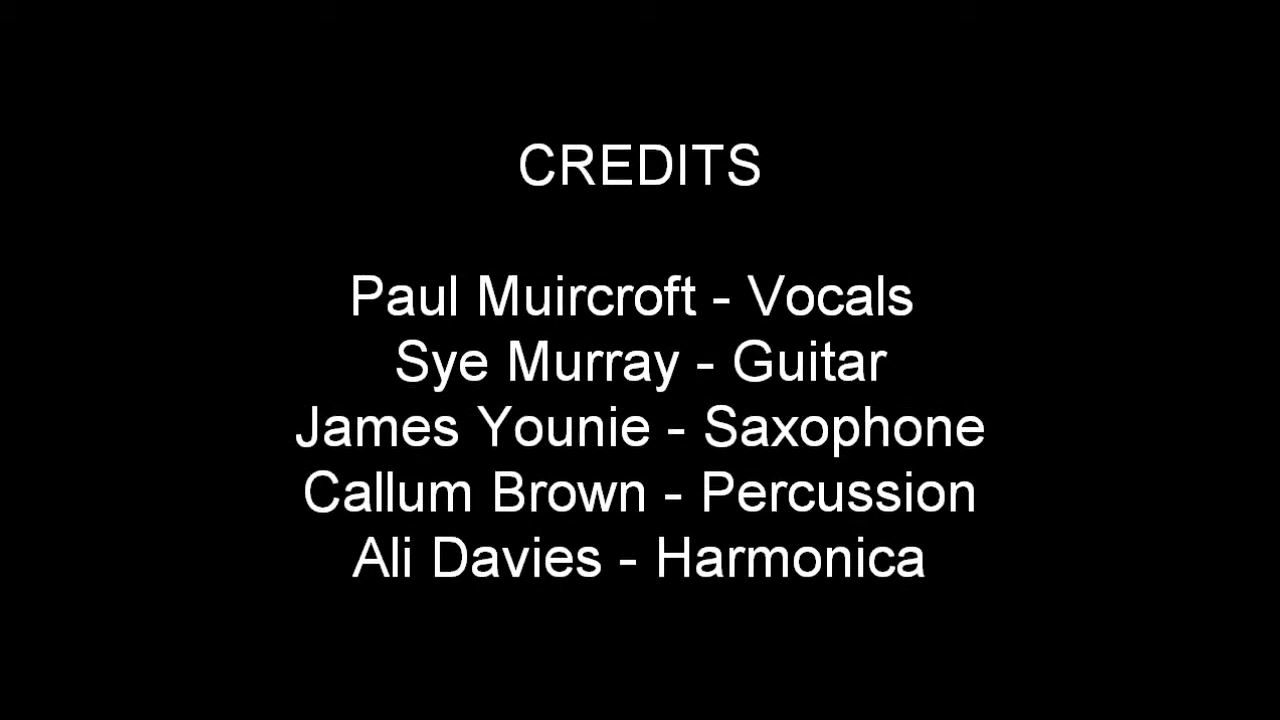 CREDITS
Paul Muircroft - Vocals
Sye Murray - Guitar
James Younie - Saxophone
Callum Brown - Percussion
Ali Davies - Harmonica